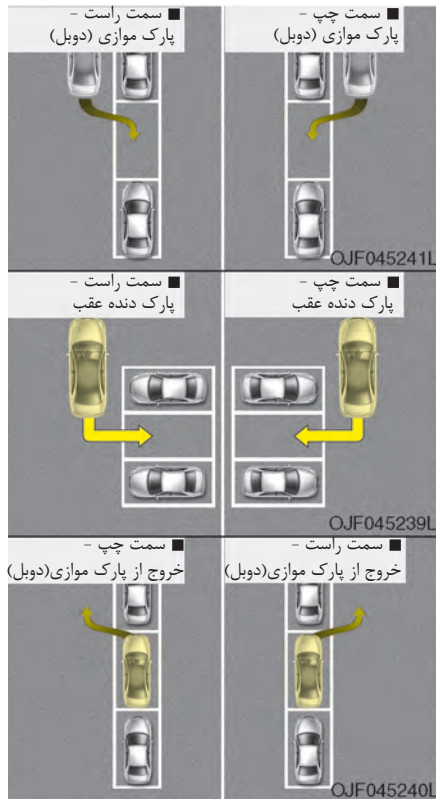 ■ سمت چپ -
پارک موازی (دوبل)
■ سمت راست -
پارک موازی (دوبل)
OJF045241L
■ سمت چپ -
پارک دنده عقب
■ سمت راست -
پارک دنده عقب
OJF045239L
■ سمت راست -
خروج از پارک موازی(دوبل)
■ سمت چپ -
خروج از پارک موازی(دوبل)
OJF045240L